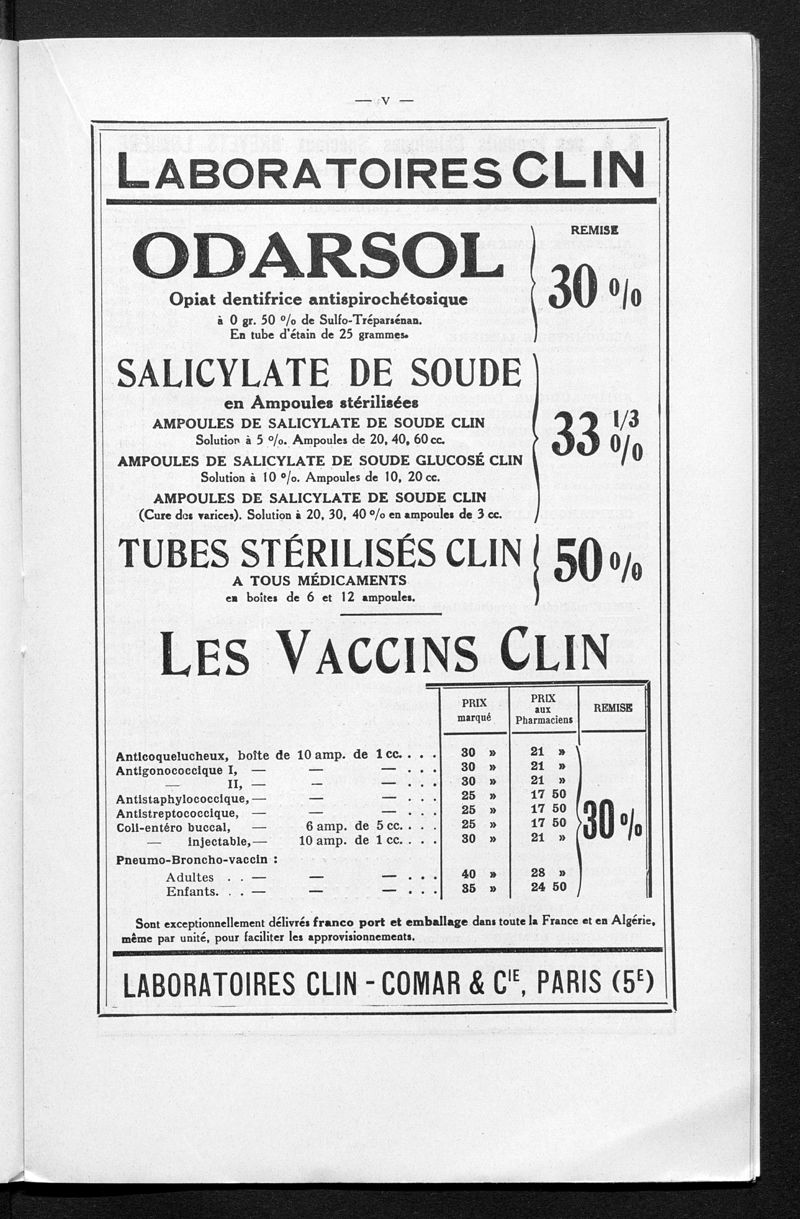 — V —
LABORATOIRES CLIN
ODARSOL
Opiat dentifrice antispirochétosique
à 0 gr. 50 % de Sulfo-Tréparsénan.
En tube d'étain de 25 grammes.
REMISE
30 %
SALICYLATE DE SOUDE
en Ampoules stérilisées
AMPOULES DE SALICYLATE DE SOUDE CLIN
Solution à 5 %. Ampoules de 20, 40, 60 cc.
AMPOULES DE SALICYLATE DE SOUDE GLUCOSÉ CLIN
Solution à 10 %. Ampoules de 10, 20 cc.
AMPOULES DE SALICYLATE DE SOUDE CLIN
(Cure des varices). Solution à 20, 30, 40 % en ampoules de 3 cc.
33 1/3 %
TUBES STÉRILISÉS CLIN
A TOUS MÉDICAMENTS
en boîtes de 6 et 12 ampoules.
50 %
LES VACCINS CLIN
PRIX marqué PRIX aux Pharmaciens REMISE
Anticoquelucheux, boîte de 10 amp. de 1 cc. . . . 30 » 21 »
Antigonococcique I, — — — . . . 30 » 21 »
— II, — — — . . . 30 » 21 »
Antistaphylococcique, — — — . . . 25 » 17 50
Antistreptococcique, — — — . . . 25 » 17 50
Coli-entéro buccal, — 6 amp. de 5 cc. . . . 25 » 17 50
— injectable, — 10 amp. de 1 cc. . . . 30 » 21 »
Pneumo-Broncho-vaccin :
Adultes . . — — — . . . 40 » 28 »
Enfants. . . — — — . . . 35 » 24 50
30 %
Sont exceptionnellement délivrés franco port et emballage dans toute la France et en Algérie,
même par unité, pour faciliter les approvisionnements.
LABORATOIRES CLIN - COMAR & CIE, PARIS (5E)